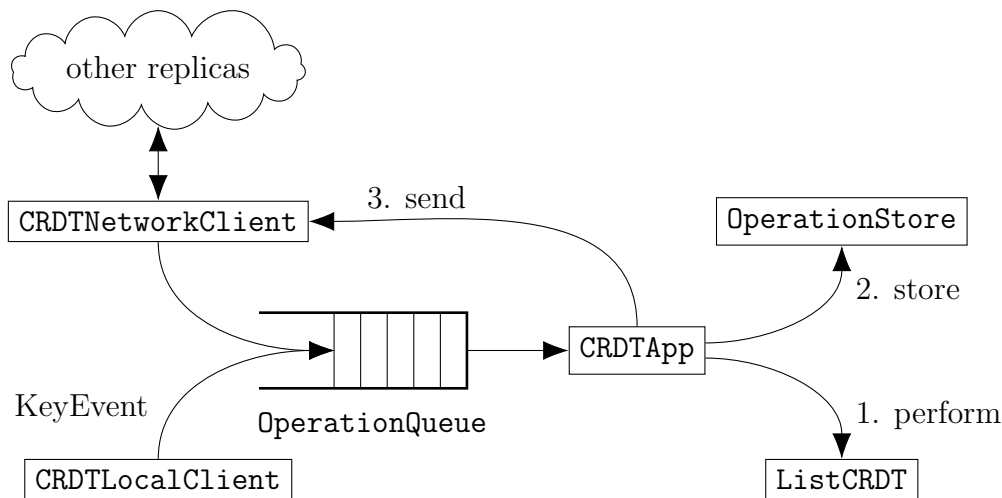 other replicas
3. send
CRDTNetworkClient
OperationStore
2. store
CRDTApp
KeyEvent
OperationQueue
1. perform
CRDTLocalClient
ListCRDT